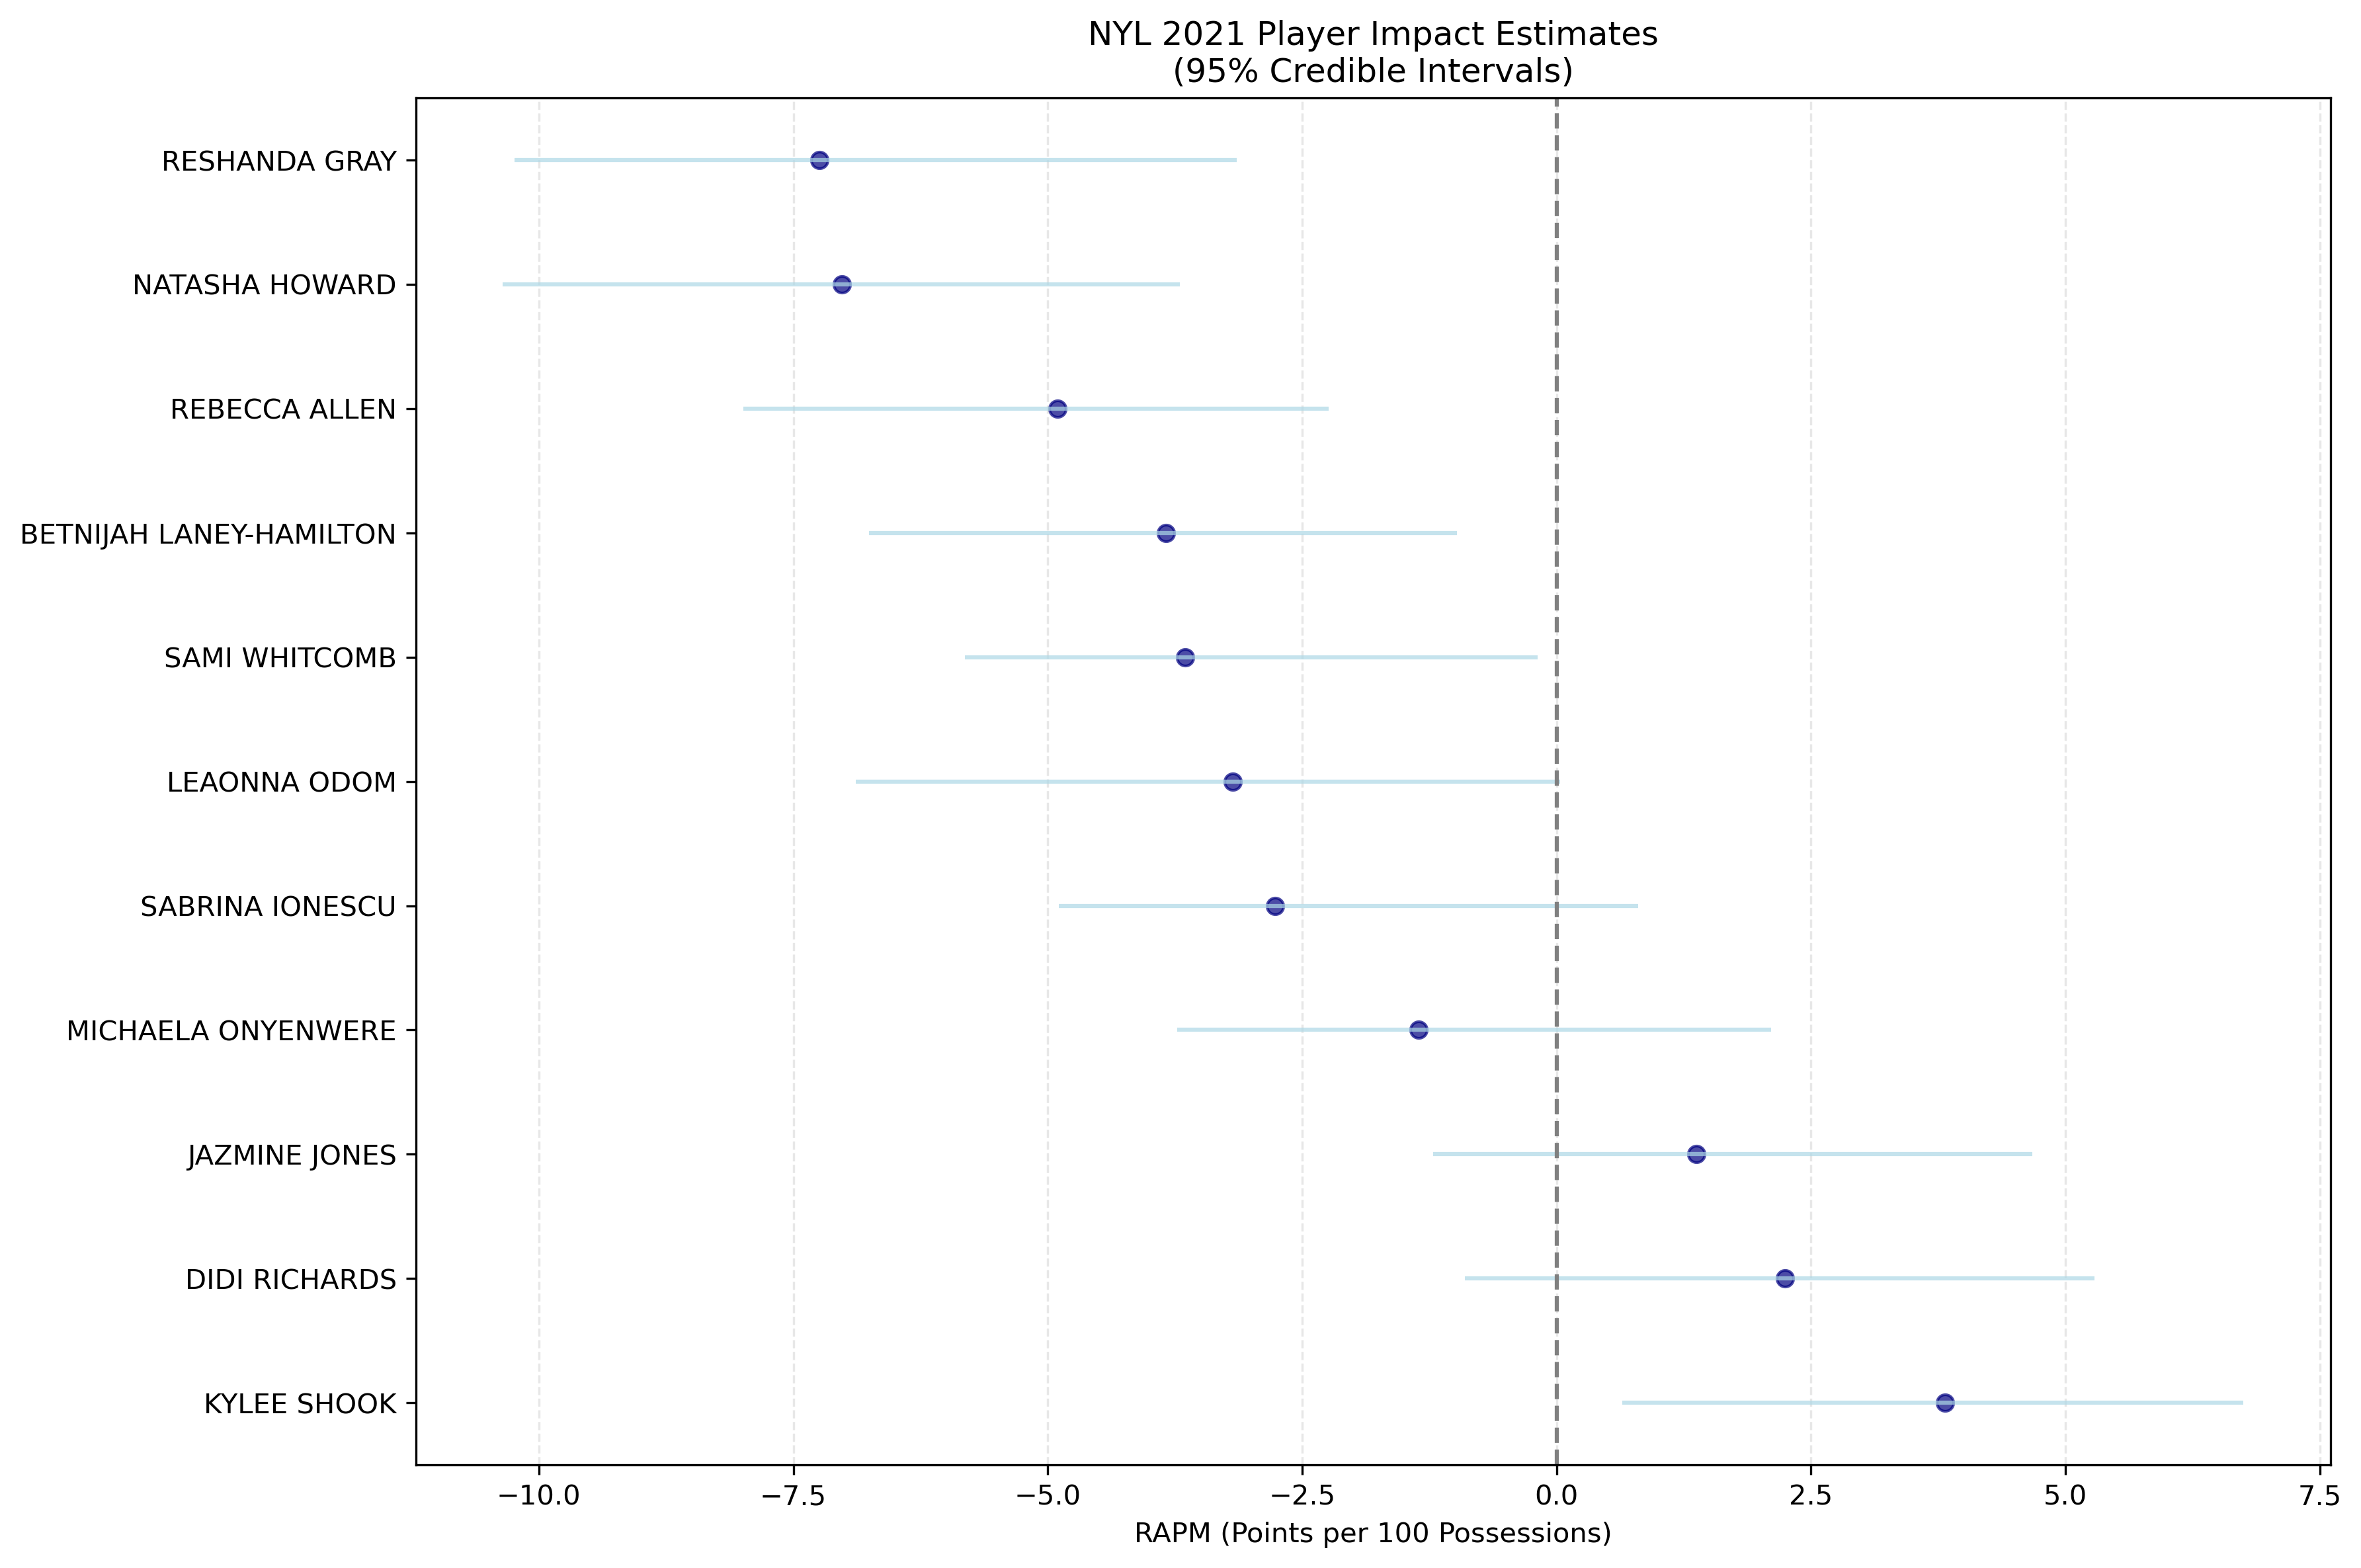 NYL 2021 Player Impact Estimates
(95% Credible Intervals)
RESHANDA GRAY
NATASHA HOWARD
REBECCA ALLEN
BETNIJAH LANEY-HAMILTON
SAMI WHITCOMB
LEAONNA ODOM
SABRINA IONESCU
MICHAELA ONYENWERE
JAZMINE JONES
DIDI RICHARDS
KYLEE SHOOK
−10.0 −7.5 −5.0 −2.5 0.0 2.5 5.0 7.5
RAPM (Points per 100 Possessions)